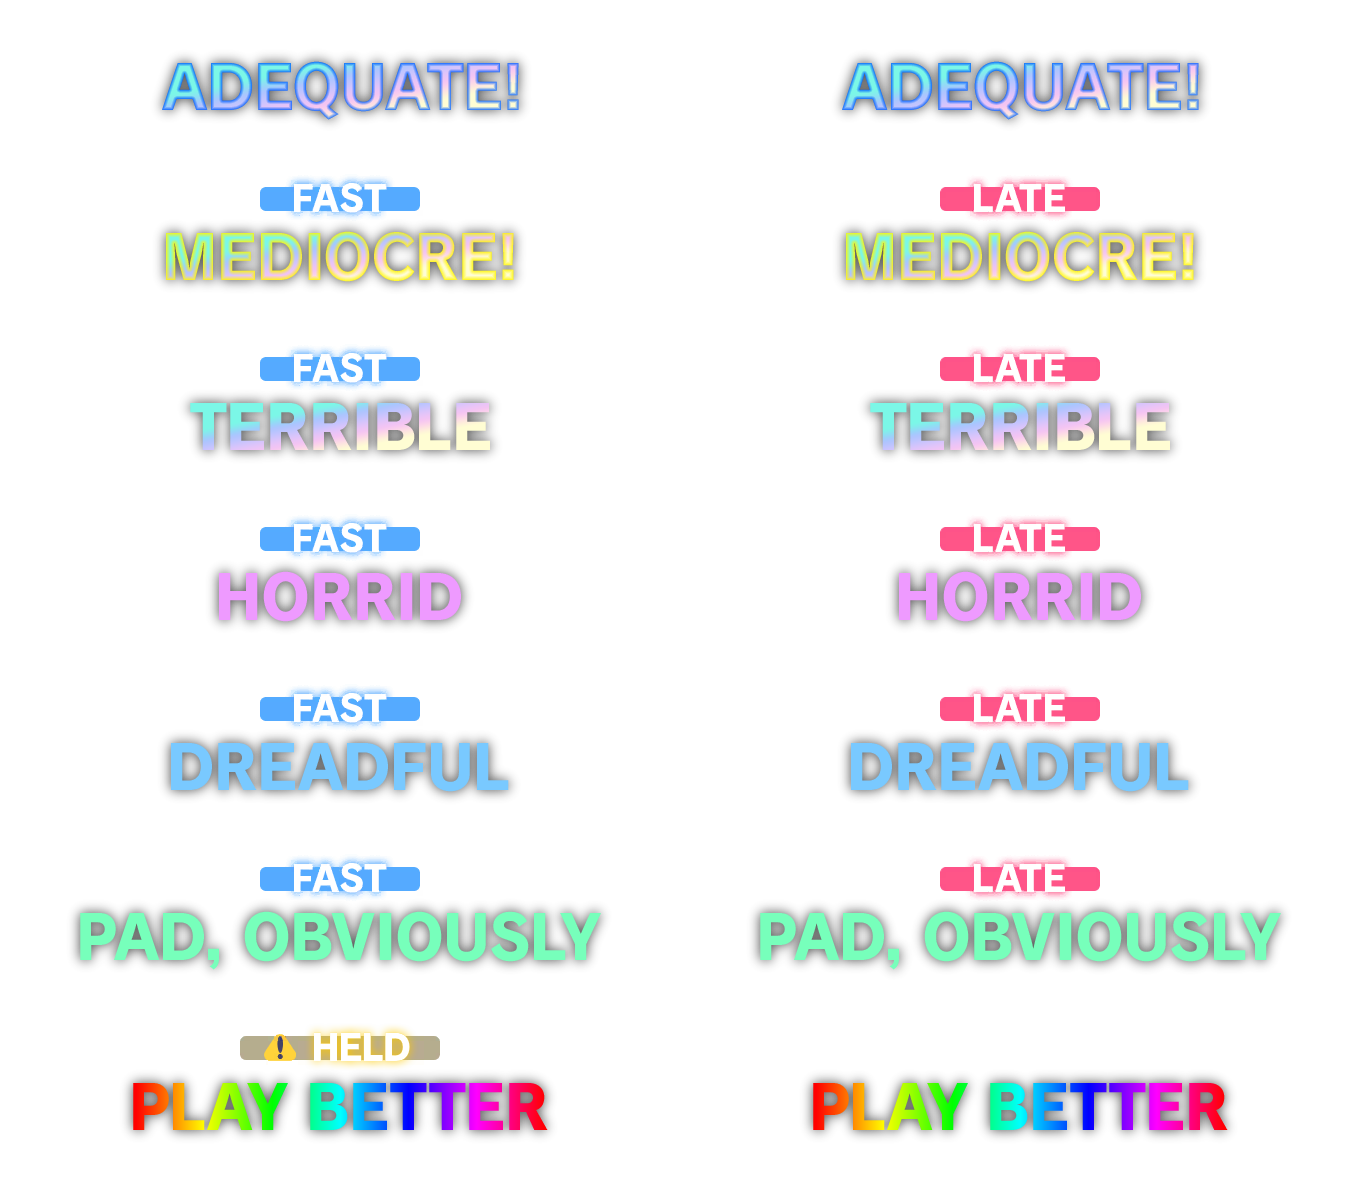 ADEQUATE! ADEQUATE!
FAST LATE
MEDIOCRE! MEDIOCRE!
FAST LATE
TERRIBLE TERRIBLE
FAST LATE
HORRID HORRID
FAST LATE
DREADFUL DREADFUL
FAST LATE
PAD, OBVIOUSLY PAD, OBVIOUSLY
⚠️ HELD
PLAY BETTER PLAY BETTER